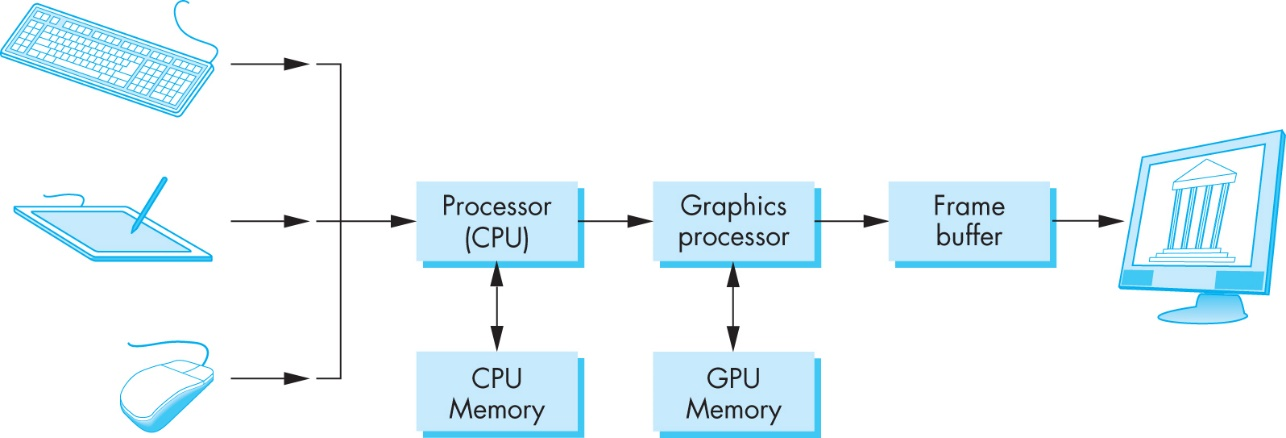 Processor
(CPU)
Graphics
processor
Frame
buffer
CPU
Memory
GPU
Memory